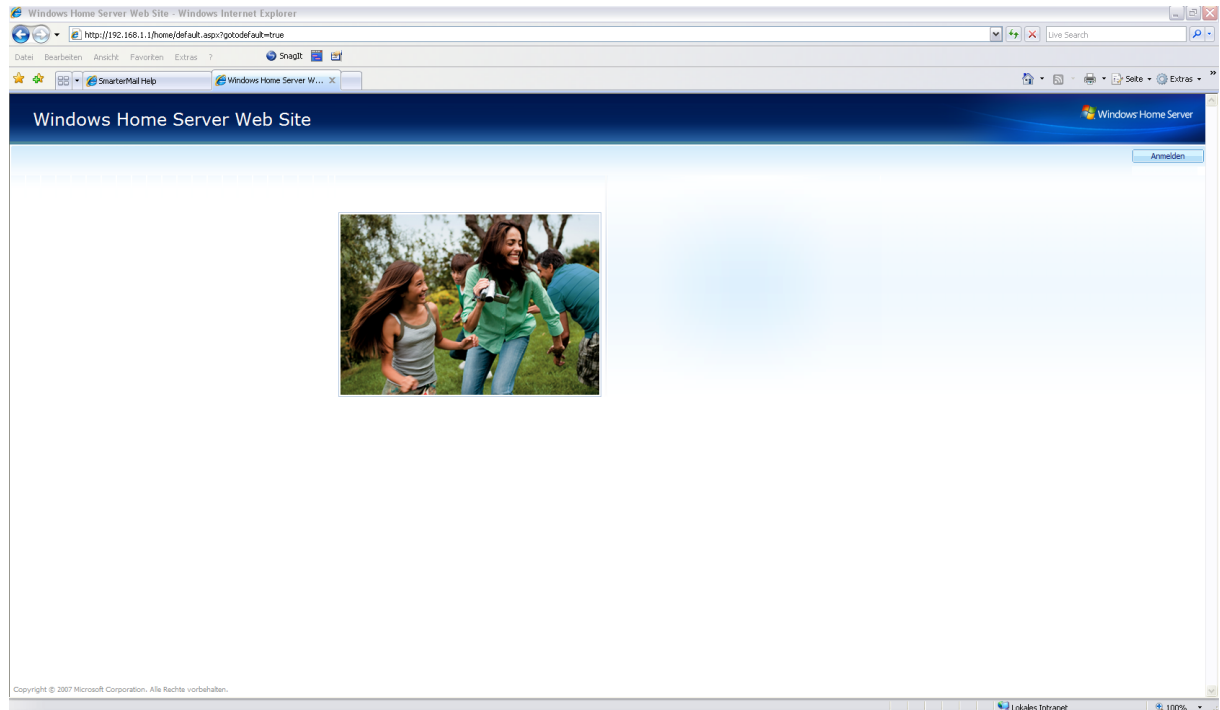 Windows Home Server Web Site - Windows Internet Explorer
http://192.168.1.1/home/default.aspx?gotodefault=true
Live Search
Datei Bearbeiten Ansicht Favoriten Extras ? SnagIt
SmarterMail Help Windows Home Server W... Seite Extras
Windows Home Server Web Site
Windows Home Server
Anmelden
Copyright © 2007 Microsoft Corporation. Alle Rechte vorbehalten.
Lokales Intranet 100%